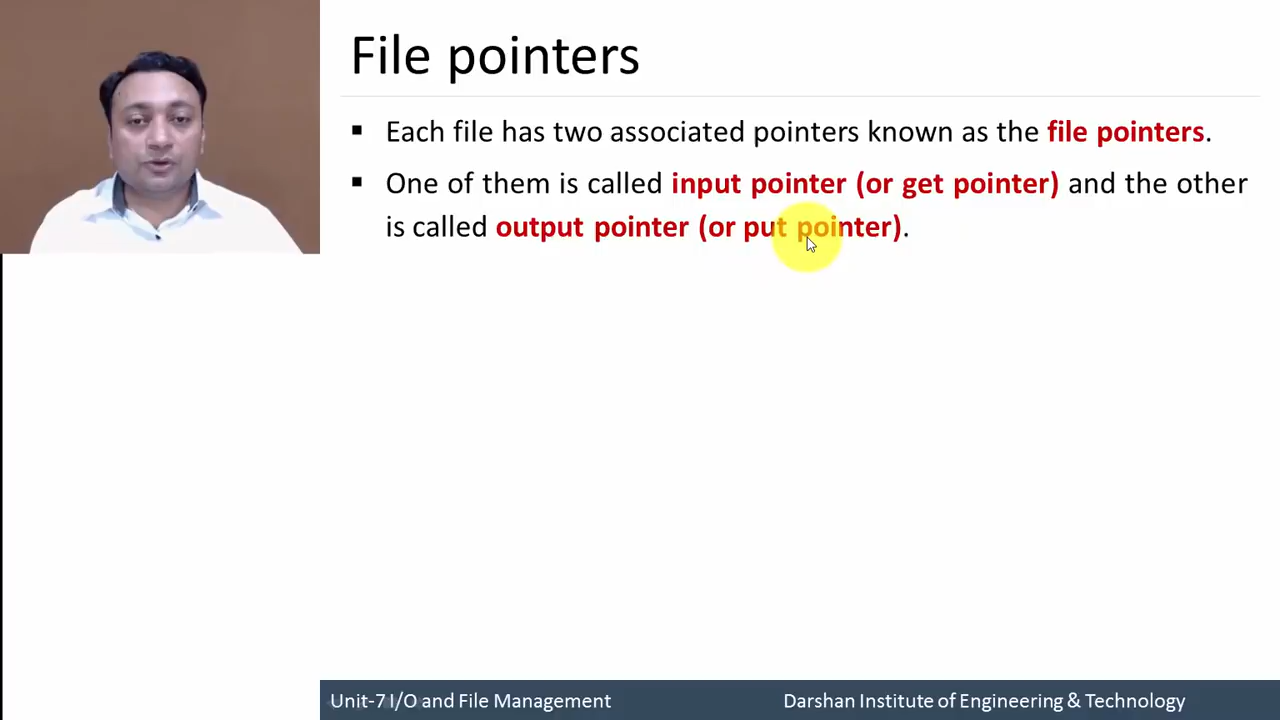 File pointers
▪ Each file has two associated pointers known as the file pointers.
▪ One of them is called input pointer (or get pointer) and the other
is called output pointer (or put pointer).
Unit-7 I/O and File Management
Darshan Institute of Engineering & Technology